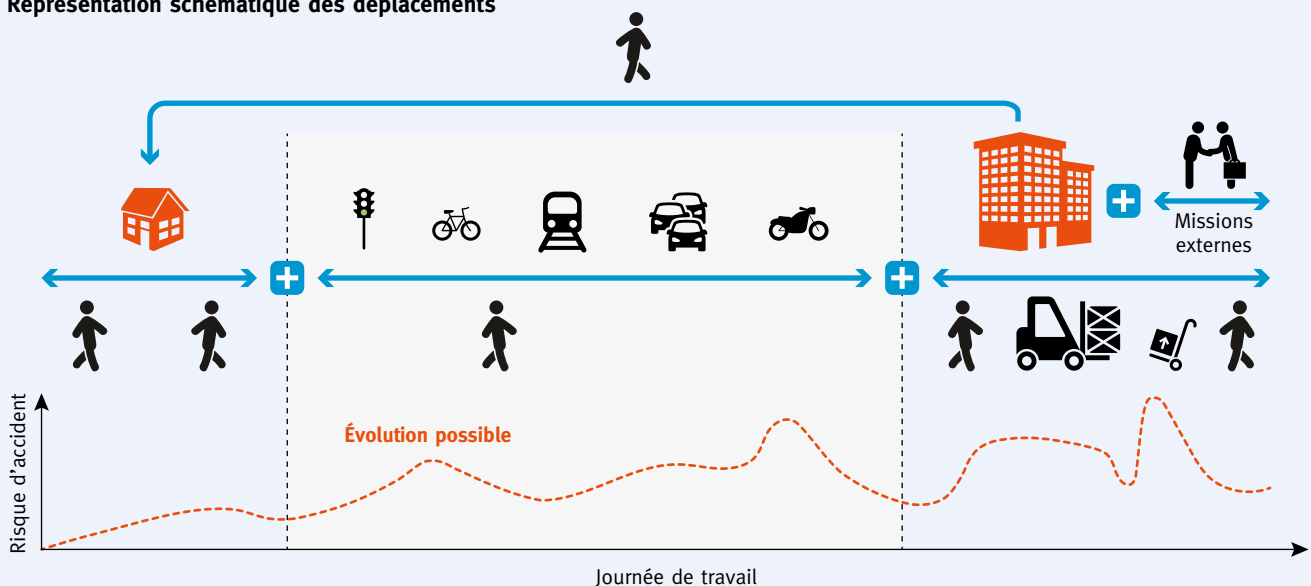 Représentation schématique des déplacements
Missions
externes
Évolution possible
Risque d'accident
Journée de travail